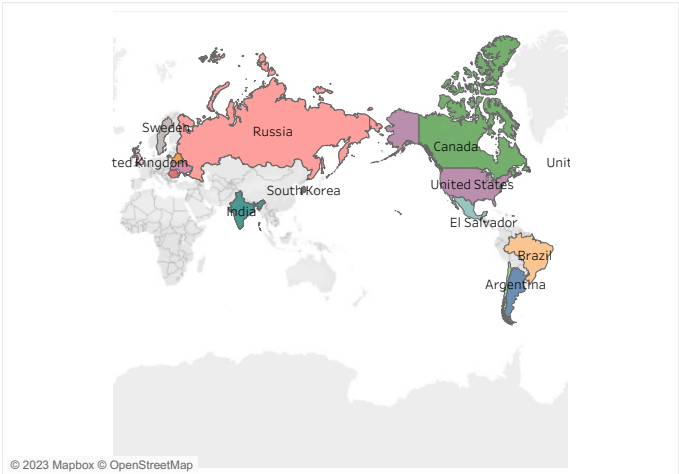 Sweden
Russia
ted Kingdom
Canada
Unit
South Korea
United States
India
El Salvador
Brazil
Argentina
© 2023 Mapbox © OpenStreetMap